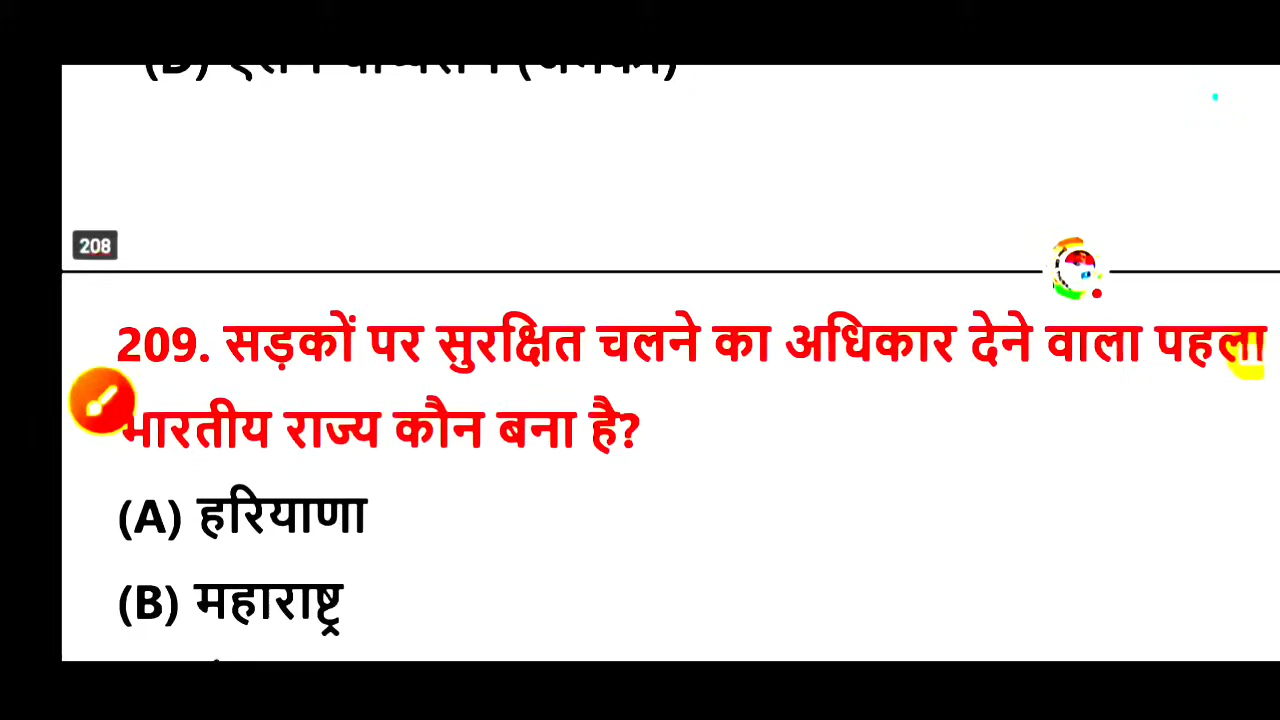 (D)
208
209. सड़कों पर सुरक्षित चलने का अधिकार देने वाला पहला
भारतीय राज्य कौन बना है?
(A) हरियाणा
(B) महाराष्ट्र